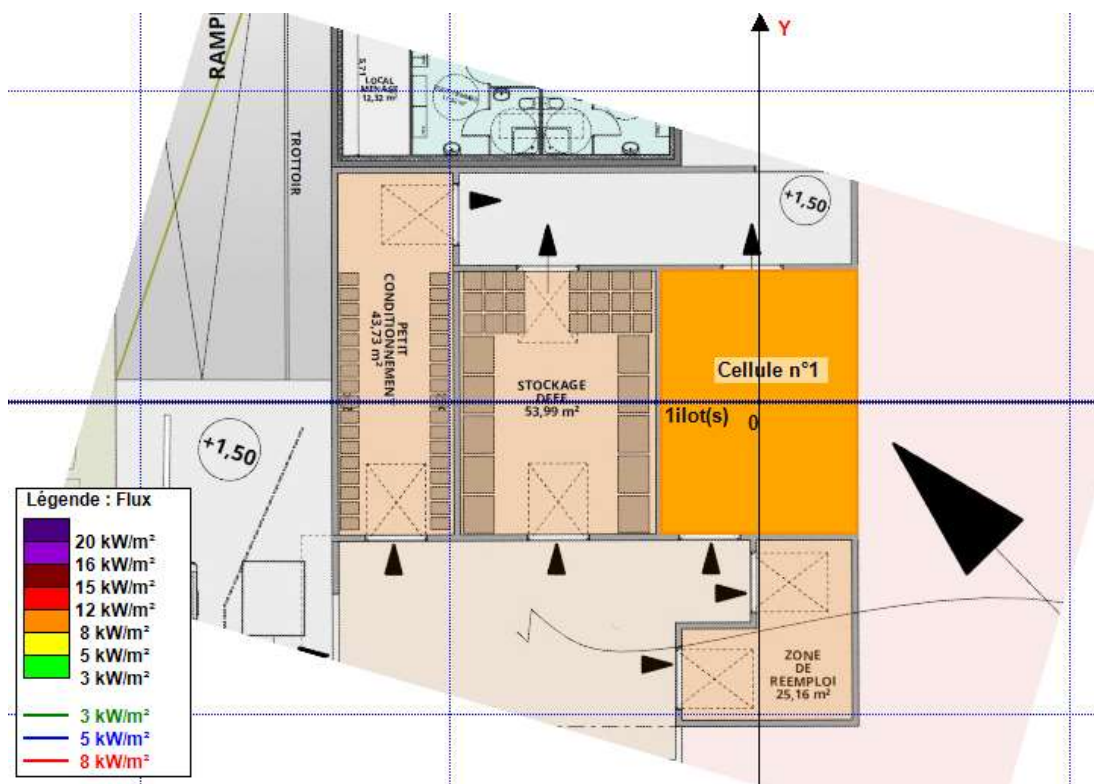 RAMP
Y
5,71
LOCAL
MENAGE
12,32 m²
TROTTOIR
+1,50
PETIT
CONDITIONNEMENT
43,73 m²
STOCKAGE
DEEE
53,99 m²
Cellule n°1
1ilot(s)
0
+1,50
Légende : Flux
20 kW/m²
16 kW/m²
15 kW/m²
12 kW/m²
8 kW/m²
5 kW/m²
3 kW/m²
3 kW/m²
5 kW/m²
8 kW/m²
ZONE
DE
REEMPLOI
25,16 m²